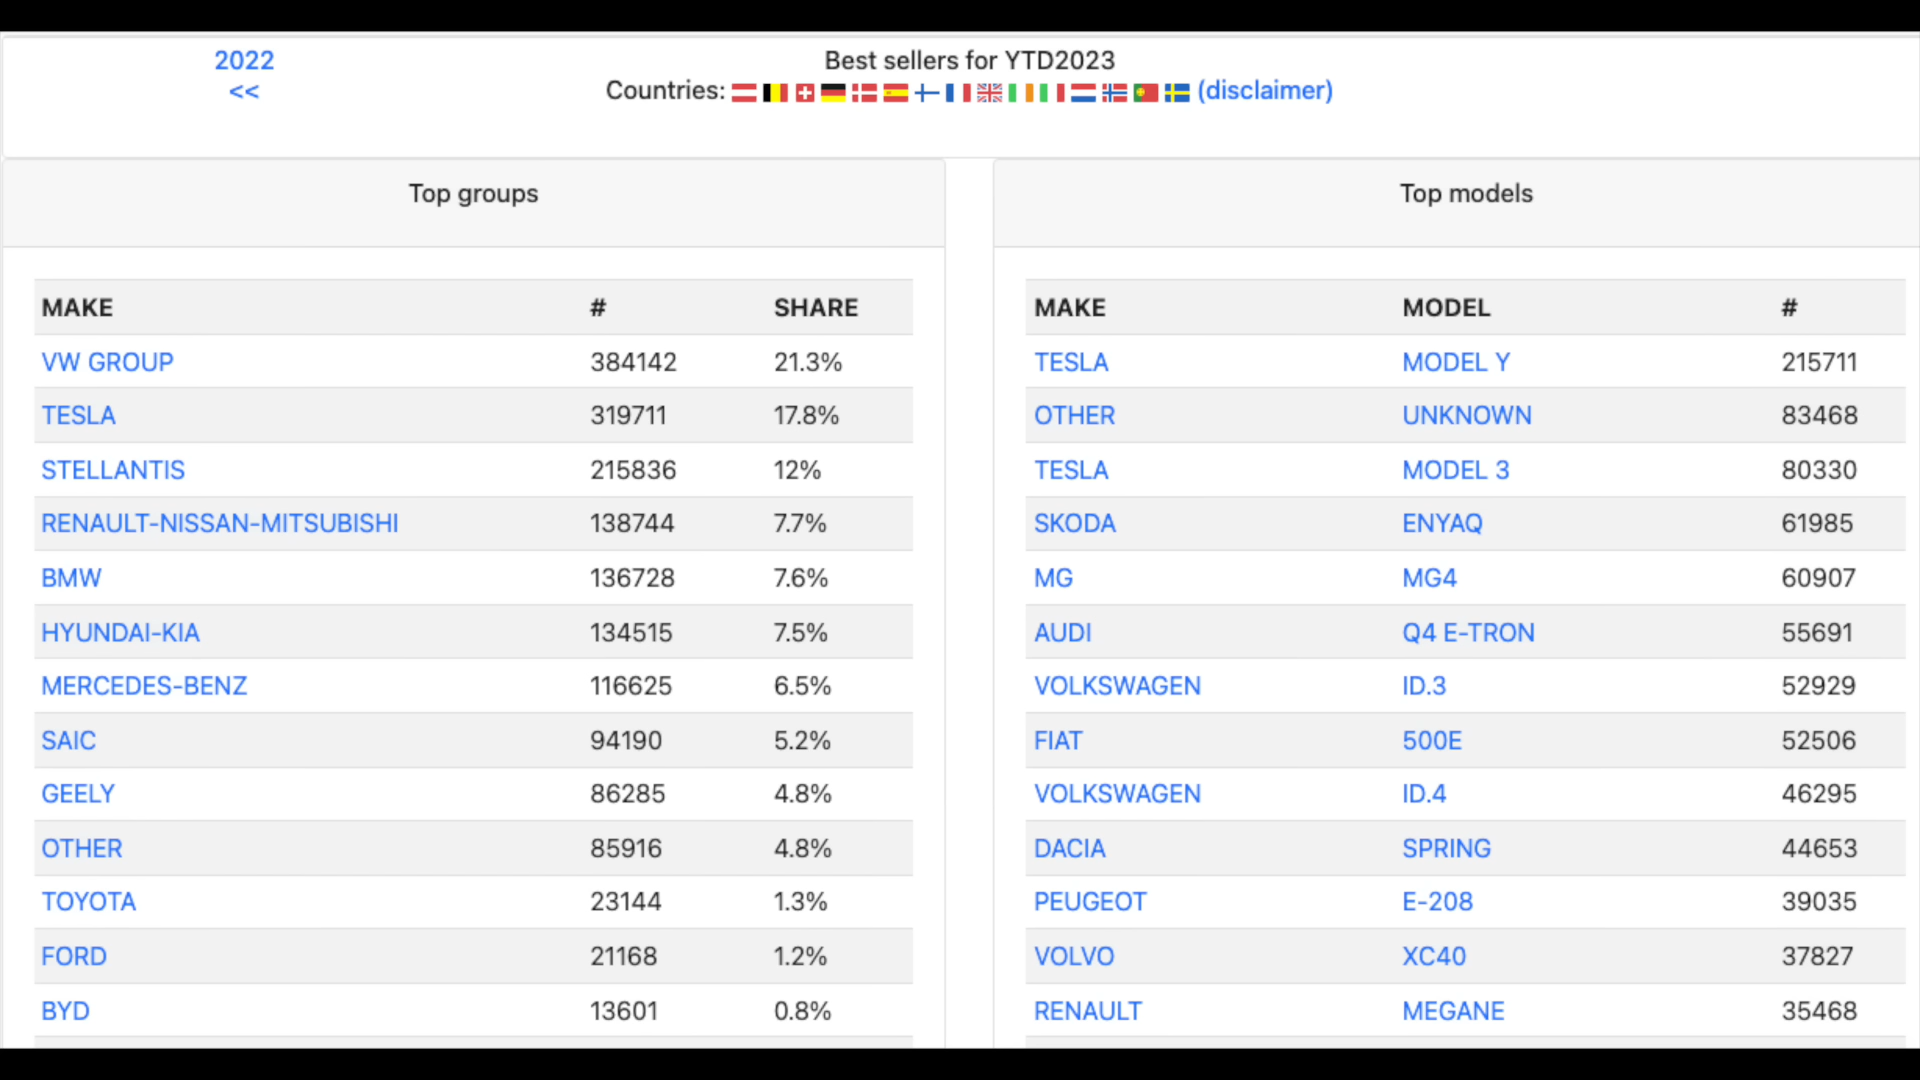 2022
<<
Best sellers for YTD2023
Countries: (disclaimer)
Top groups
MAKE # SHARE
VW GROUP 384142 21.3%
TESLA 319711 17.8%
STELLANTIS 215836 12%
RENAULT-NISSAN-MITSUBISHI 138744 7.7%
BMW 136728 7.6%
HYUNDAI-KIA 134515 7.5%
MERCEDES-BENZ 116625 6.5%
SAIC 94190 5.2%
GEELY 86285 4.8%
OTHER 85916 4.8%
TOYOTA 23144 1.3%
FORD 21168 1.2%
BYD 13601 0.8%
Top models
MAKE MODEL #
TESLA MODEL Y 215711
OTHER UNKNOWN 83468
TESLA MODEL 3 80330
SKODA ENYAQ 61985
MG MG4 60907
AUDI Q4 E-TRON 55691
VOLKSWAGEN ID.3 52929
FIAT 500E 52506
VOLKSWAGEN ID.4 46295
DACIA SPRING 44653
PEUGEOT E-208 39035
VOLVO XC40 37827
RENAULT MEGANE 35468